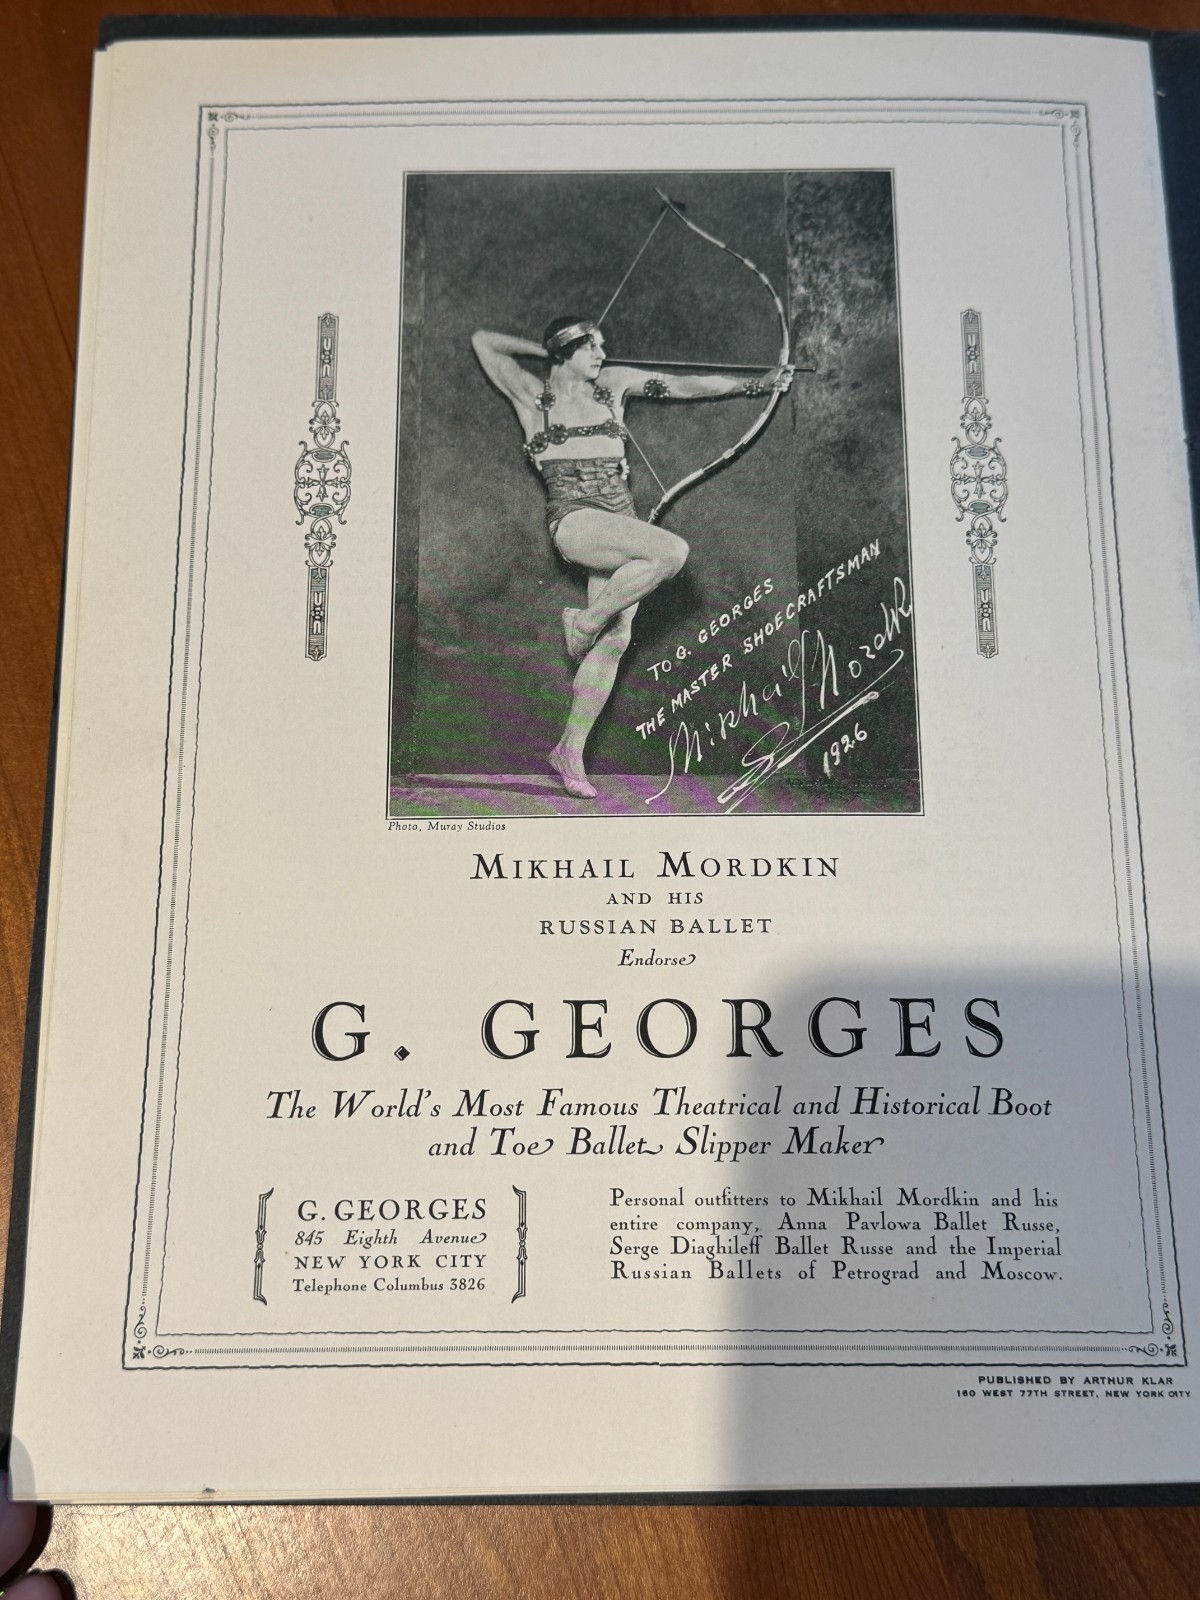 TO G. GEORGES
THE MASTER SHOECRAFTSMAN
Mikhail Mordkin
1926
Photo, Muray Studios
MIKHAIL MORDKIN
AND HIS
RUSSIAN BALLET
Endorse
G. GEORGES
The World's Most Famous Theatrical and Historical Boot
and Toe Ballet Slipper Maker
G. GEORGES
845 Eighth Avenue
NEW YORK CITY
Telephone Columbus 3826
Personal outfitters to Mikhail Mordkin and his
entire company, Anna Pavlowa Ballet Russe,
Serge Diaghileff Ballet Russe and the Imperial
Russian Ballets of Petrograd and Moscow.
PUBLISHED BY ARTHUR KLAR
160 WEST 77TH STREET, NEW YORK CITY